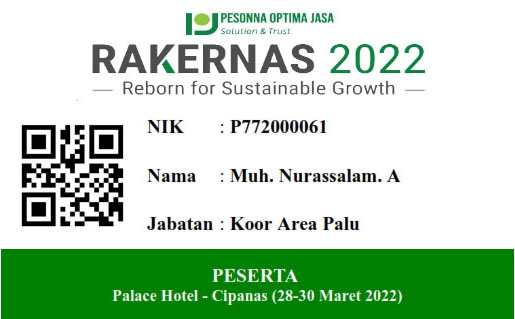 PESONNA OPTIMA JASA
Solution & Trust
RAKERNAS 2022
Reborn for Sustainable Growth
NIK : P772000061
Nama : Muh. Nurassalam. A
Jabatan : Koor Area Palu
PESERTA
Palace Hotel - Cipanas (28-30 Maret 2022)